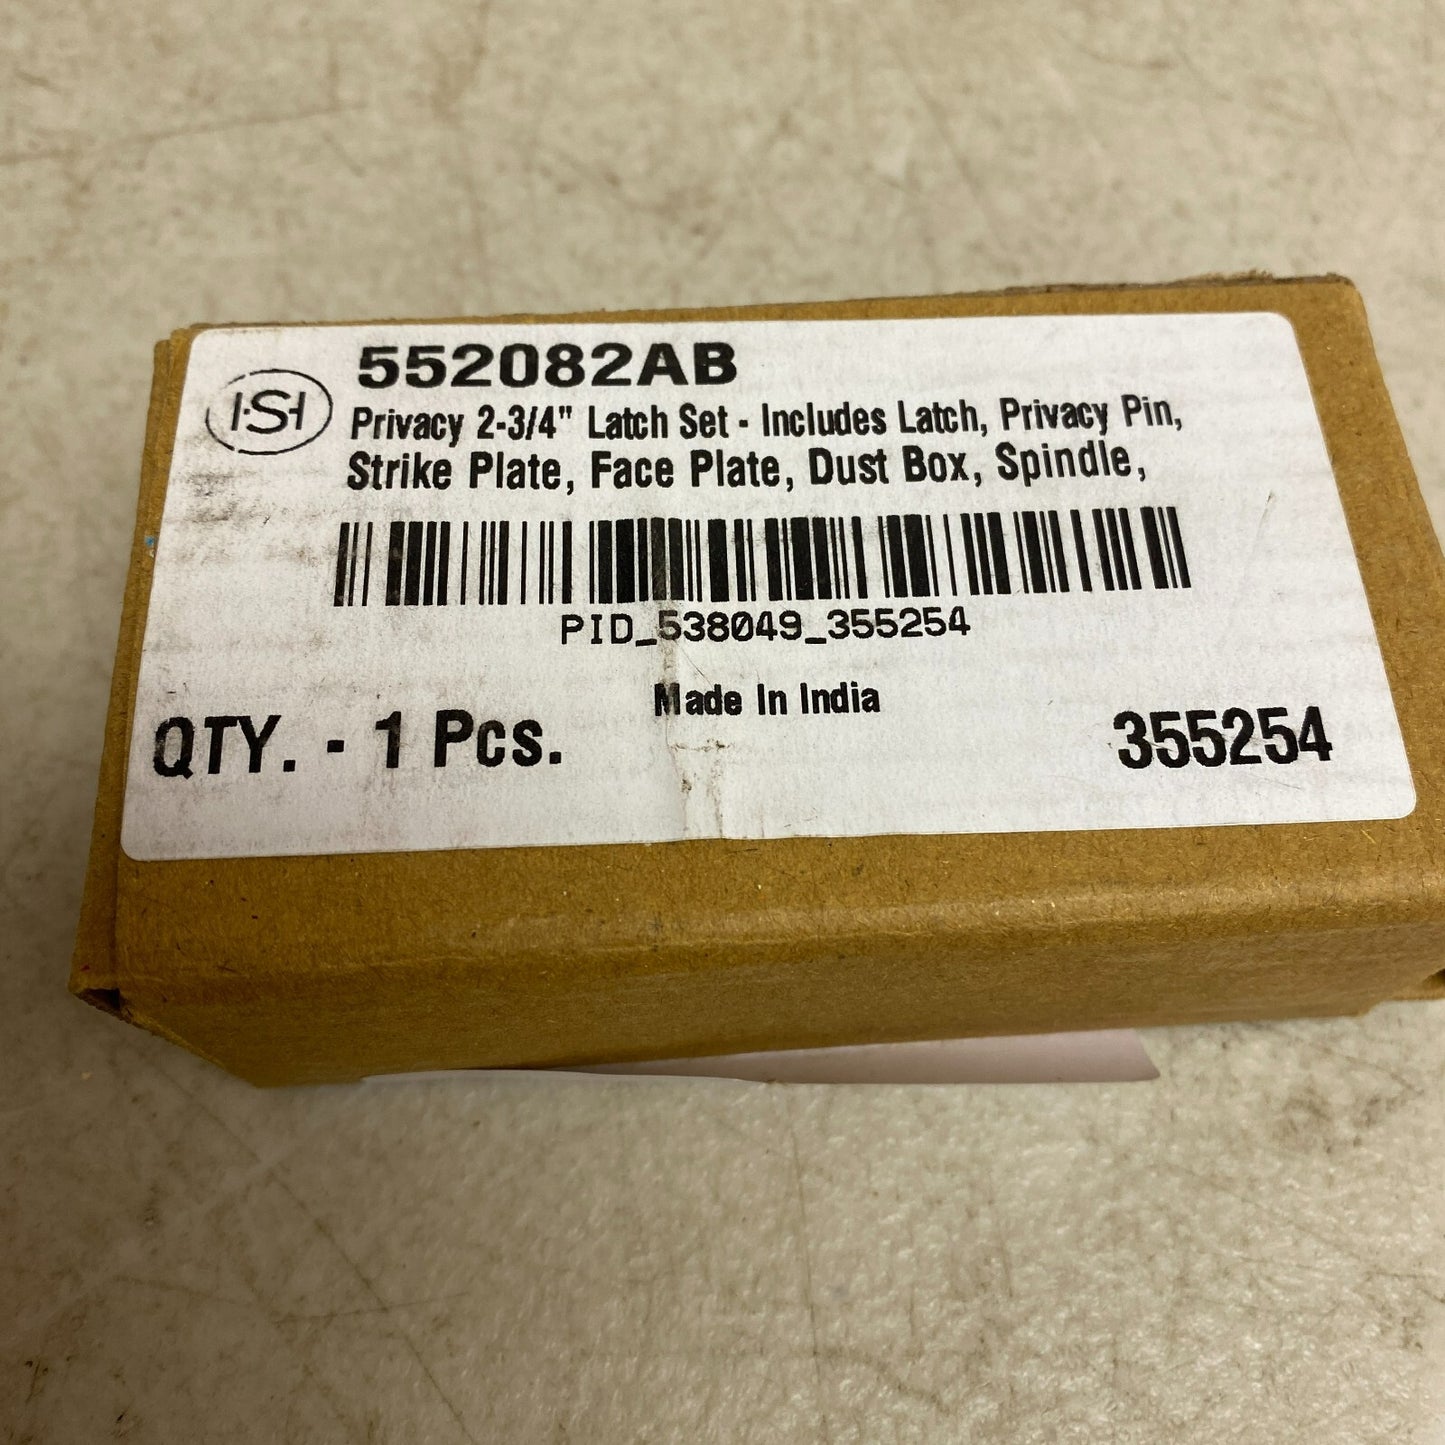 HSH
552082AB
Privacy 2-3/4" Latch Set - Includes Latch, Privacy Pin,
Strike Plate, Face Plate, Dust Box, Spindle,
PID_538049_355254
Made In India
QTY. - 1 Pcs.
355254